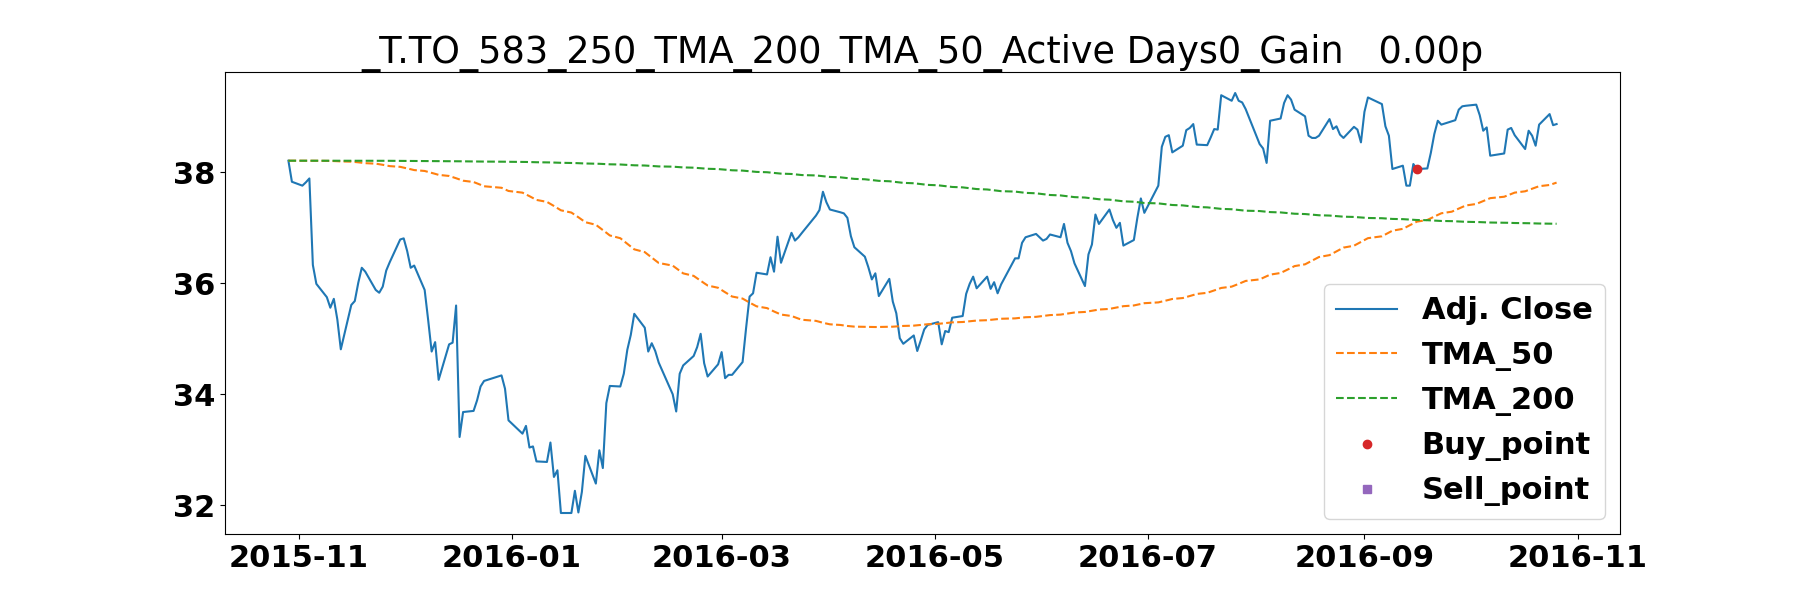 _T.TO_583_250_TMA_200_TMA_50_Active Days0_Gain   0.00p
38
36
34
32
2015-11 2016-01 2016-03 2016-05 2016-07 2016-09 2016-11
Adj. Close
TMA_50
TMA_200
Buy_point
Sell_point